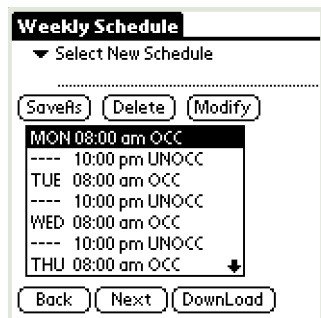 Weekly Schedule
Select New Schedule
SaveAs Delete Modify
MON 08:00 am OCC
---- 10:00 pm UNOCC
TUE 08:00 am OCC
---- 10:00 pm UNOCC
WED 08:00 am OCC
---- 10:00 pm UNOCC
THU 08:00 am OCC
Back Next DownLoad